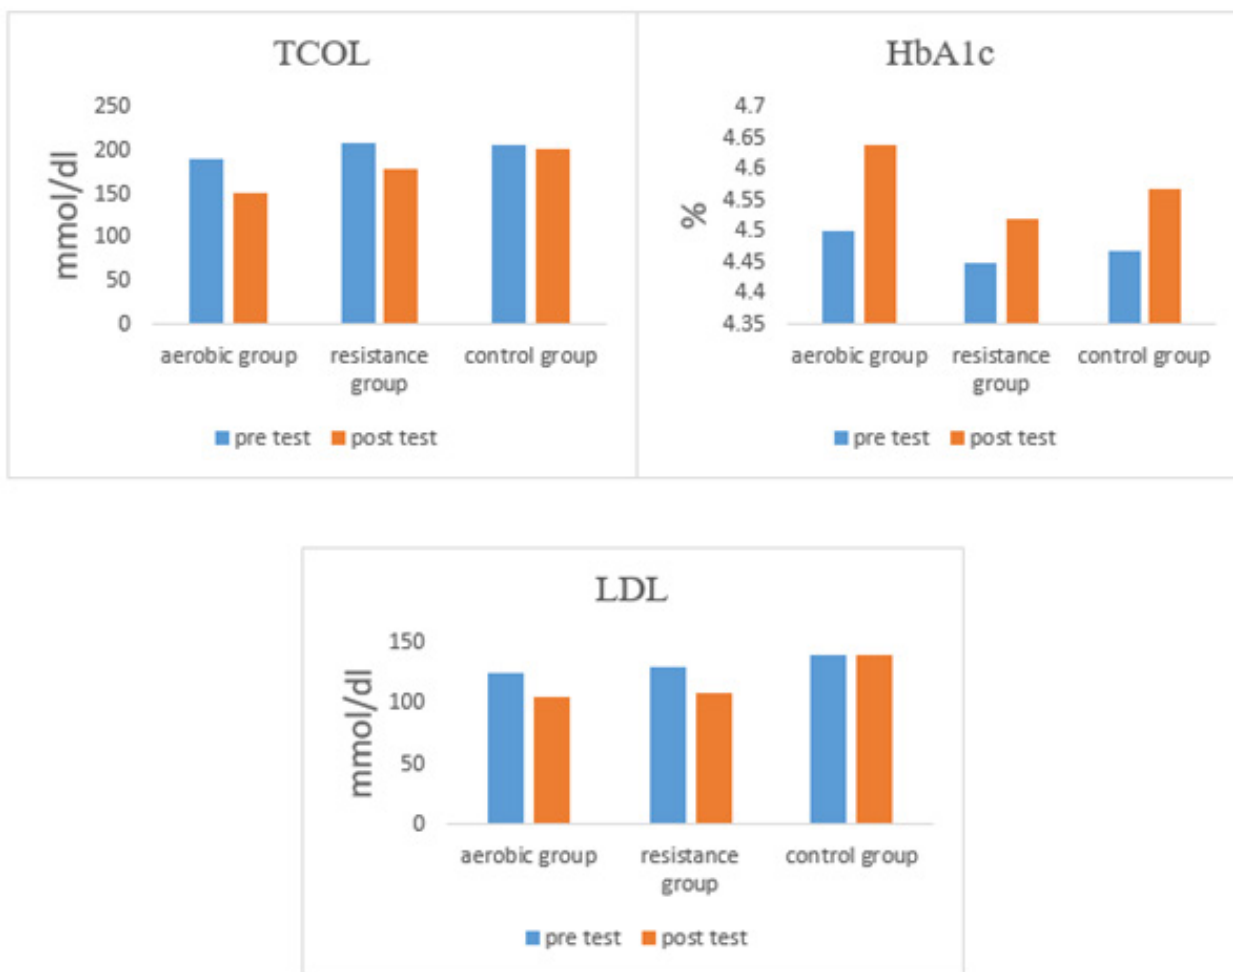 TCOL
mmol/dl
250
200
150
100
50
0
aerobic group
resistance
group
control group
pre test
post test
HbA1c
%
4.7
4.65
4.6
4.55
4.5
4.45
4.4
4.35
aerobic group
resistance
group
control group
pre test
post test
LDL
mmol/dl
150
100
50
0
aerobic group
resistance
group
control group
pre test
post test